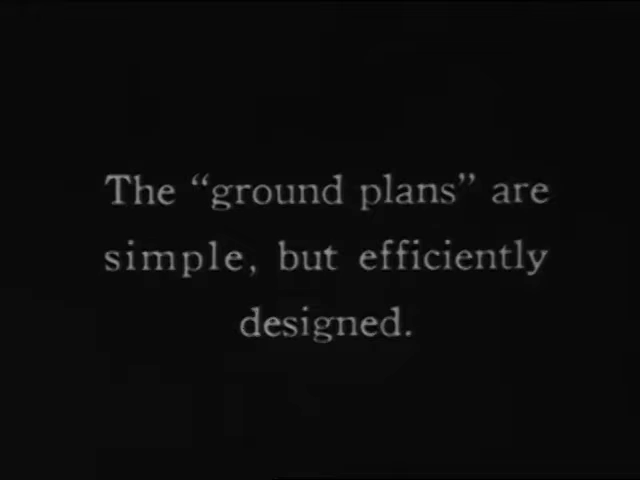 The “ground plans” are
simple, but efficiently
designed.